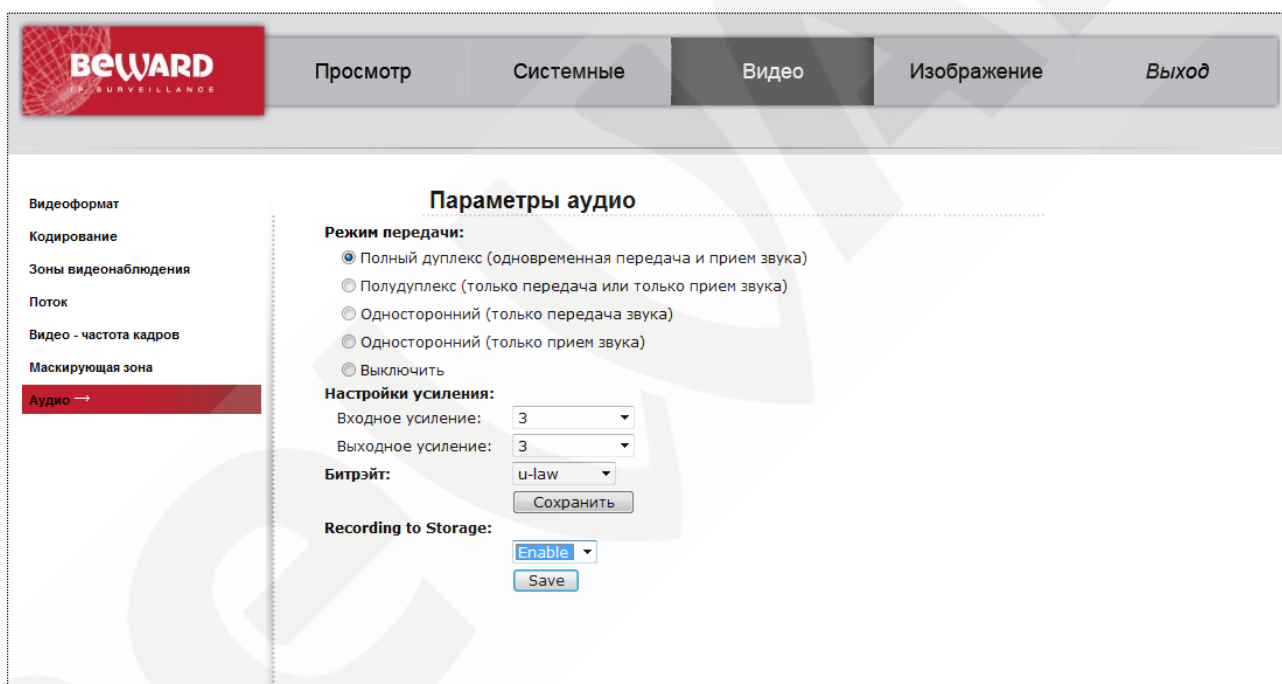 BEWARD
IP SURVEILLANCE
Просмотр
Системные
Видео
Изображение
Выход
Видеоформат
Кодирование
Зоны видеонаблюдения
Поток
Видео - частота кадров
Маскирующая зона
Аудио →
Параметры аудио
Режим передачи:
Полный дуплекс (одновременная передача и прием звука)
Полудуплекс (только передача или только прием звука)
Односторонний (только передача звука)
Односторонний (только прием звука)
Выключить
Настройки усиления:
Входное усиление: 3
Выходное усиление: 3
Битрэйт: u-law
Сохранить
Recording to Storage:
Enable
Save